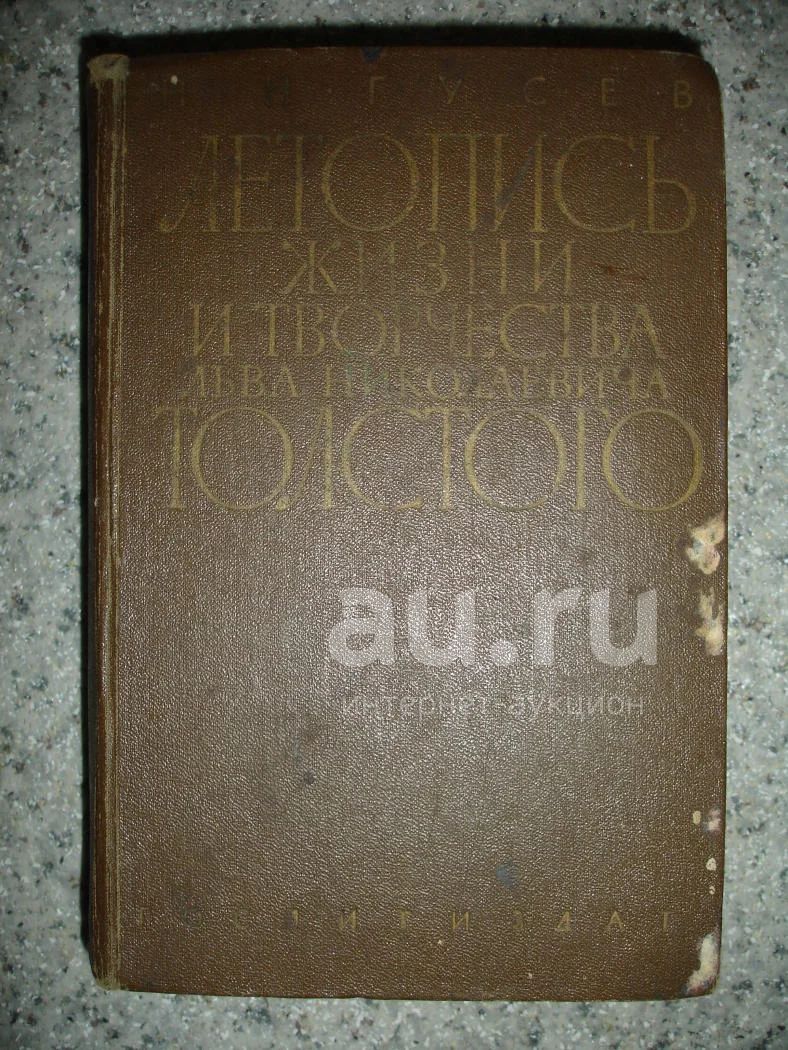 Н·Н·ГУСЕВ
ЛЕТОПИСЬ
ЖИЗНИ
И ТВОРЧЕСТВА
ЛЬВА НИКОЛАЕВИЧА
ТОЛСТОГО
au.ru
интернет-аукцион
ГОСЛИТИЗДАТ